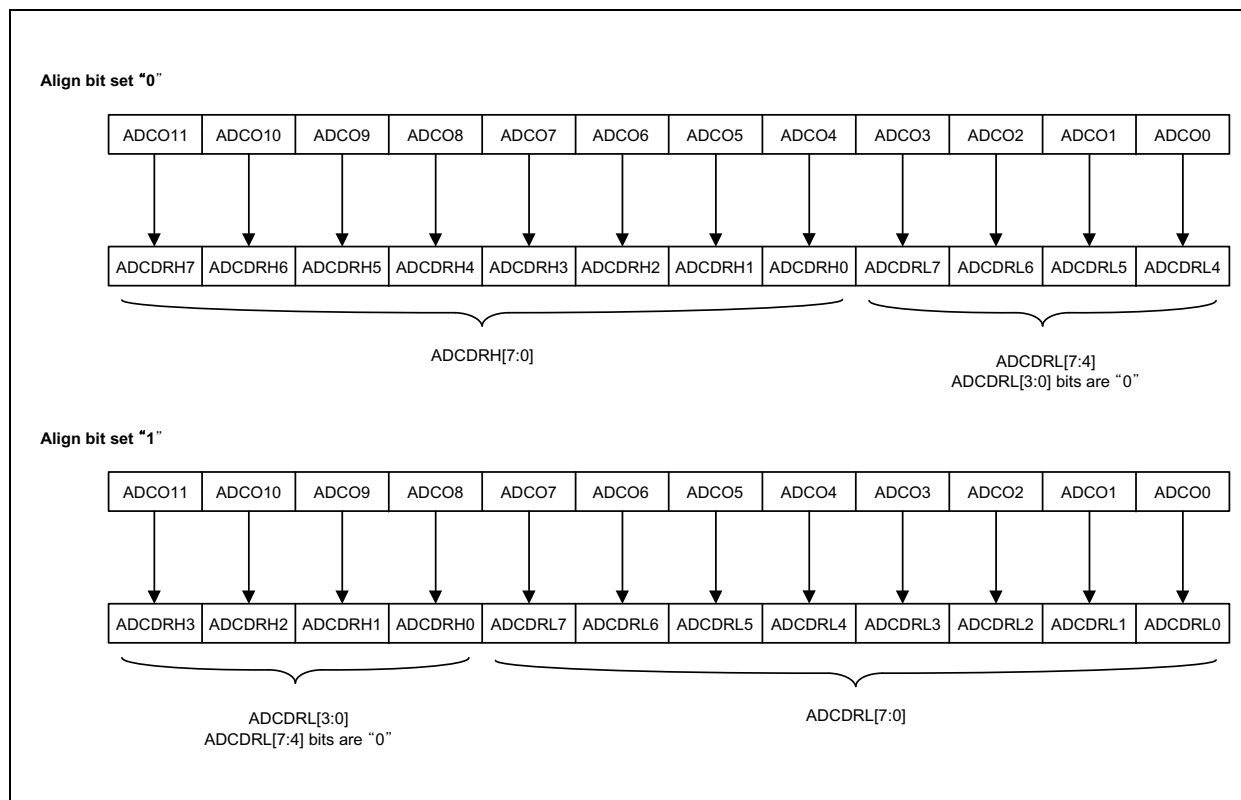 Align bit set “0”
ADCO11 ADCO10 ADCO9 ADCO8 ADCO7 ADCO6 ADCO5 ADCO4 ADCO3 ADCO2 ADCO1 ADCO0
ADCDRH7 ADCDRH6 ADCDRH5 ADCDRH4 ADCDRH3 ADCDRH2 ADCDRH1 ADCDRH0 ADCDRL7 ADCDRL6 ADCDRL5 ADCDRL4
ADCDRH[7:0]
ADCDRL[7:4]
ADCDRL[3:0] bits are “0”
Align bit set “1”
ADCO11 ADCO10 ADCO9 ADCO8 ADCO7 ADCO6 ADCO5 ADCO4 ADCO3 ADCO2 ADCO1 ADCO0
ADCDRH3 ADCDRH2 ADCDRH1 ADCDRH0 ADCDRL7 ADCDRL6 ADCDRL5 ADCDRL4 ADCDRL3 ADCDRL2 ADCDRL1 ADCDRL0
ADCDRL[3:0]
ADCDRL[7:4] bits are “0”
ADCDRL[7:0]